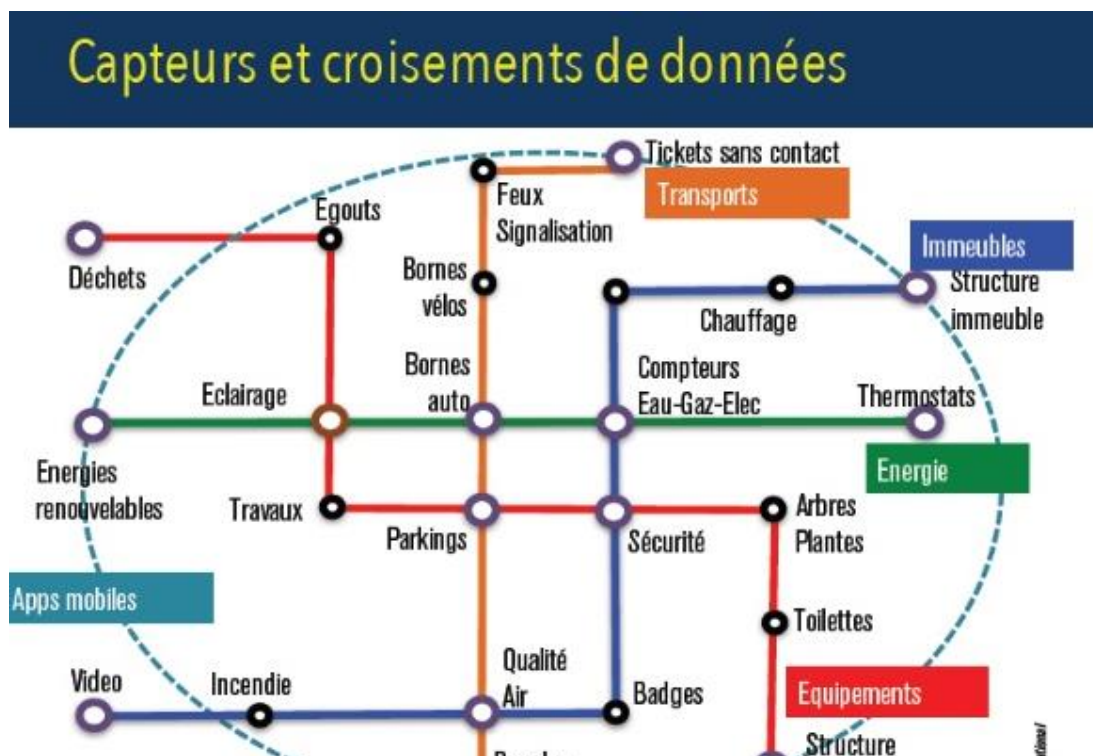 Capteurs et croisements de données
Tickets sans contact
Transports
Feux
Signalisation
Egouts
Déchets
Immeubles
Structure
immeuble
Bornes
vélos
Chauffage
Bornes
auto
Compteurs
Eau-Gaz-Elec
Eclairage
Thermostats
Energies
renouvelables
Energie
Travaux
Parkings
Sécurité
Arbres
Plantes
Apps mobiles
Toilettes
Video
Incendie
Qualité
Air
Badges
Equipements
Structure